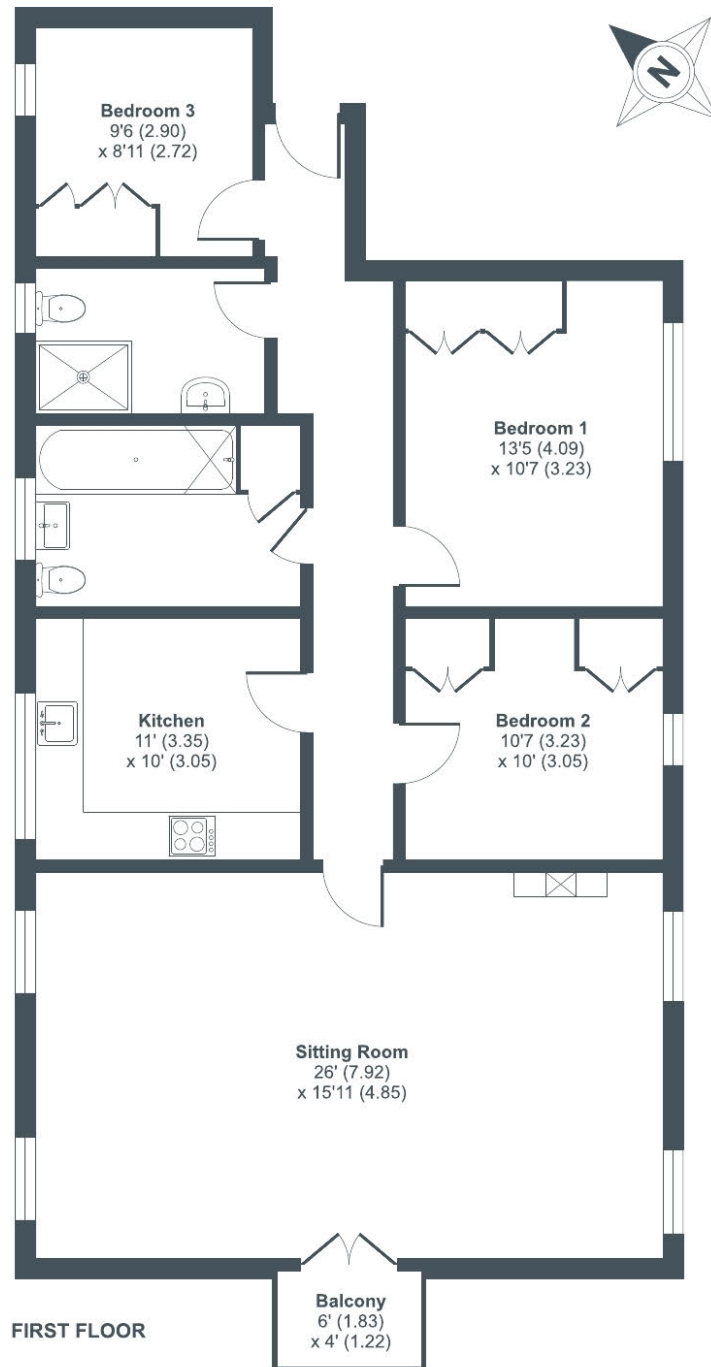 N
Bedroom 3
9'6 (2.90)
x 8'11 (2.72)
Bedroom 1
13'5 (4.09)
x 10'7 (3.23)
Kitchen
11' (3.35)
x 10' (3.05)
Bedroom 2
10'7 (3.23)
x 10' (3.05)
Sitting Room
26' (7.92)
x 15'11 (4.85)
Balcony
6' (1.83)
x 4' (1.22)
FIRST FLOOR